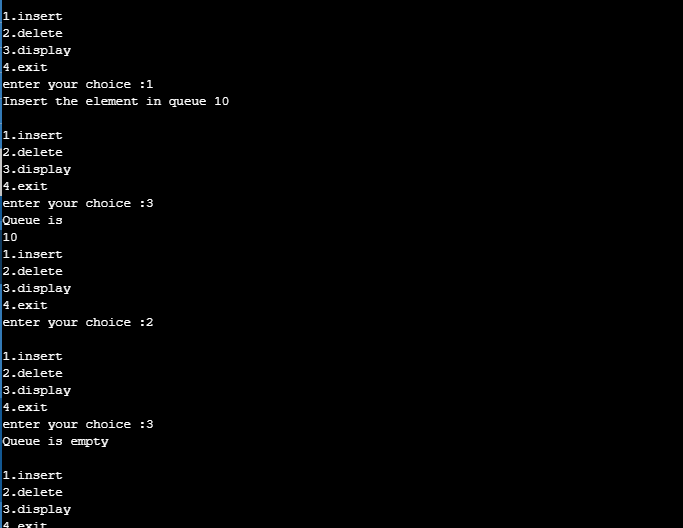 1.insert
2.delete
3.display
4.exit
enter your choice :1
Insert the element in queue 10
1.insert
2.delete
3.display
4.exit
enter your choice :3
Queue is
10
1.insert
2.delete
3.display
4.exit
enter your choice :2
1.insert
2.delete
3.display
4.exit
enter your choice :3
Queue is empty
1.insert
2.delete
3.display
4.exit